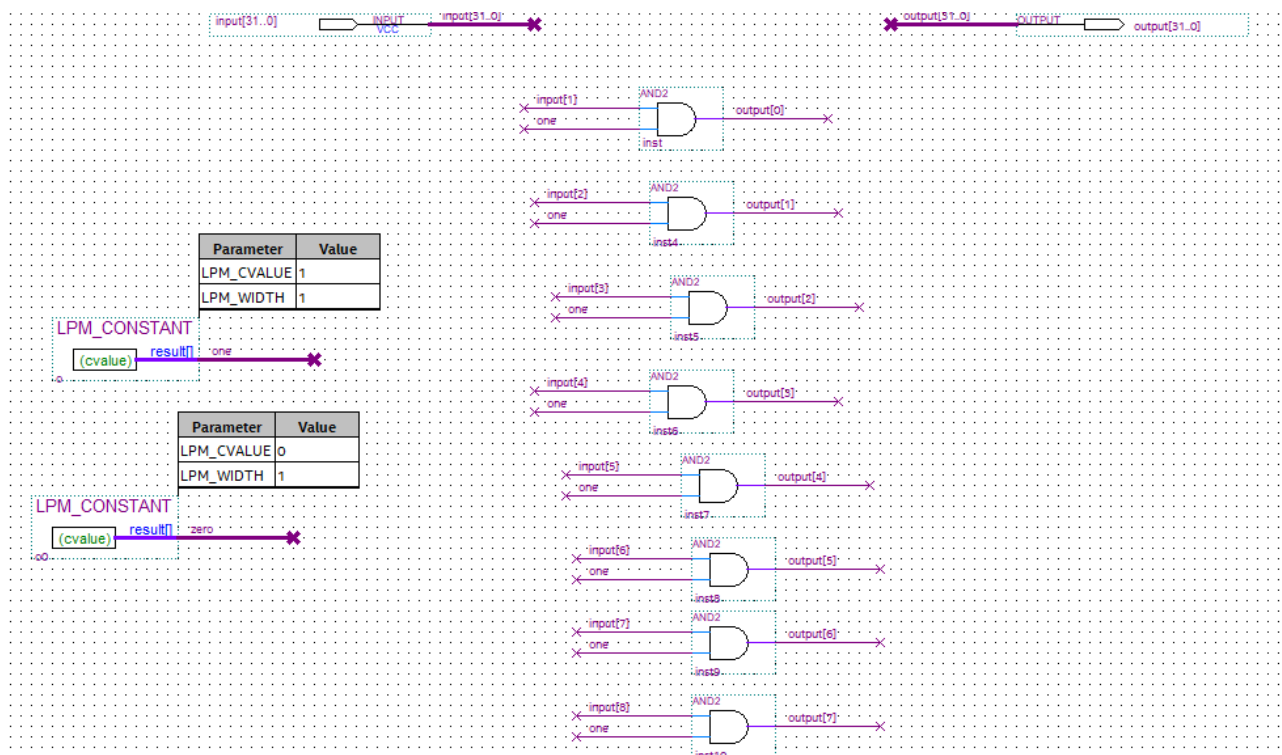 input[31..0] INPUT VCC input[31..0]
output[31..0] OUTPUT output[31..0]
AND2
input[1] output[0]
one
inst
AND2
input[2] output[1]
one
inst4
Parameter Value
LPM_CVALUE 1
LPM_WIDTH 1
AND2
input[3] output[2]
one
inst5
LPM_CONSTANT
(cvalue) result[] one
o
AND2
input[4] output[3]
one
inst6
Parameter Value
LPM_CVALUE 0
LPM_WIDTH 1
AND2
input[5] output[4]
one
inst7
LPM_CONSTANT
(cvalue) result[] zero
o0
AND2
input[6] output[5]
one
inst8
AND2
input[7] output[6]
one
inst9
AND2
input[8] output[7]
one
inst10